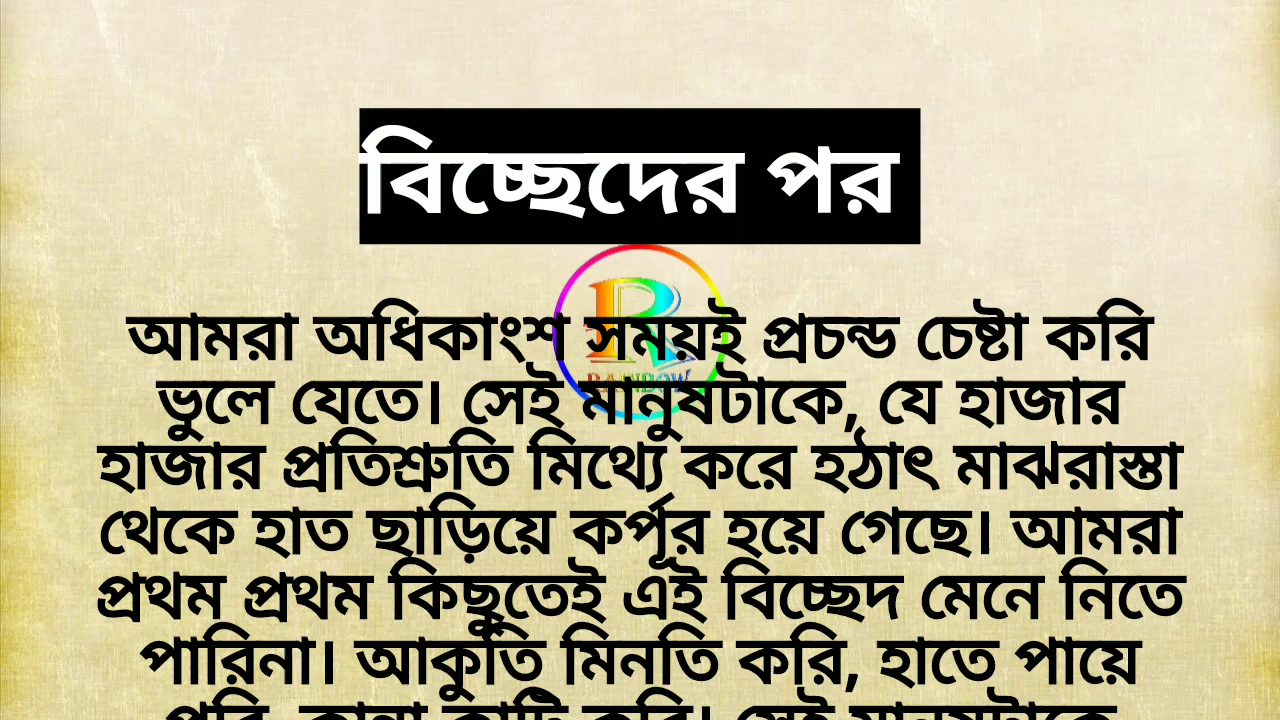 বিচ্ছেদের পর
RAINBOW
আমরা অধিকাংশ সময়ই প্রচন্ড চেষ্টা করি
ভুলে যেতে। সেই মানুষটাকে, যে হাজার
হাজার প্রতিশ্রুতি মিথ্যে করে হঠাৎ মাঝরাস্তা
থেকে হাত ছাড়িয়ে কর্পূর হয়ে গেছে। আমরা
প্রথম প্রথম কিছুতেই এই বিচ্ছেদ মেনে নিতে
পারিনা। আকুতি মিনতি করি, হাতে পায়ে